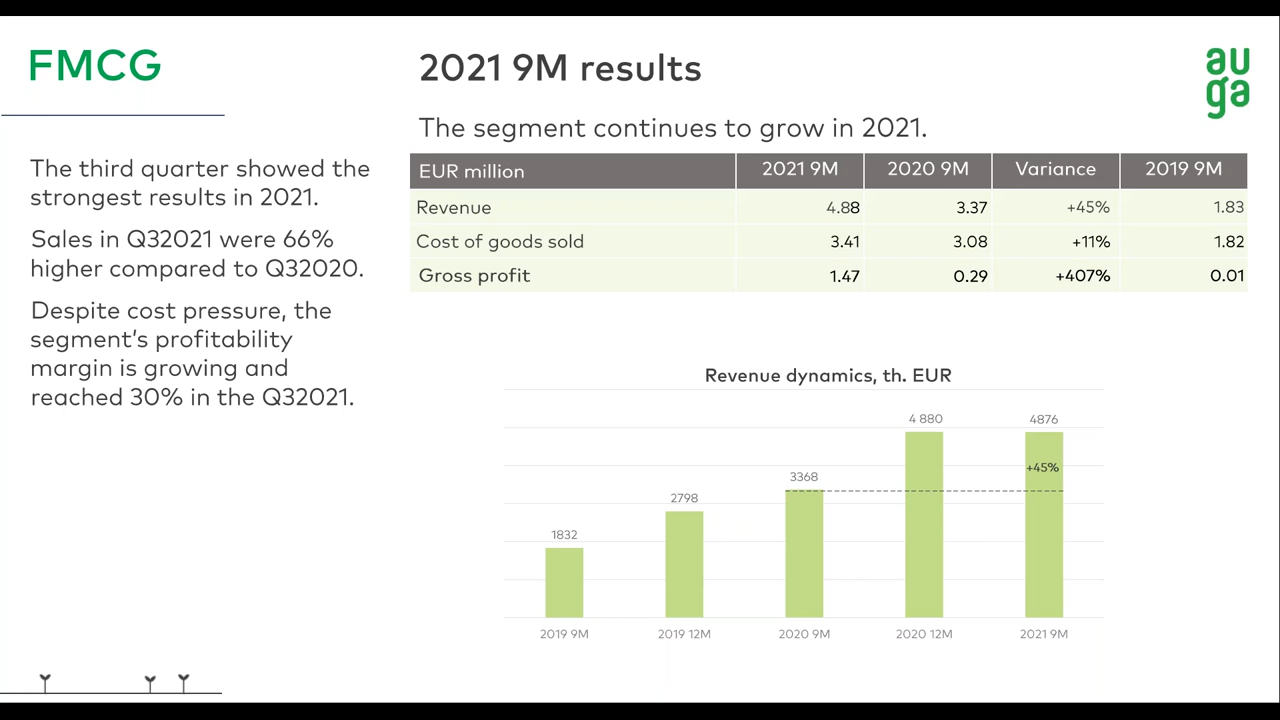 FMCG
2021 9M results
au
ga
The segment continues to grow in 2021.
The third quarter showed the
strongest results in 2021.
Sales in Q32021 were 66%
higher compared to Q32020.
Despite cost pressure, the
segment's profitability
margin is growing and
reached 30% in the Q32021.
EUR million 2021 9M 2020 9M Variance 2019 9M
Revenue 4.88 3.37 +45% 1.83
Cost of goods sold 3.41 3.08 +11% 1.82
Gross profit 1.47 0.29 +407% 0.01
Revenue dynamics, th. EUR
1832 2798 3368 4 880 4876
+45%
2019 9M 2019 12M 2020 9M 2020 12M 2021 9M